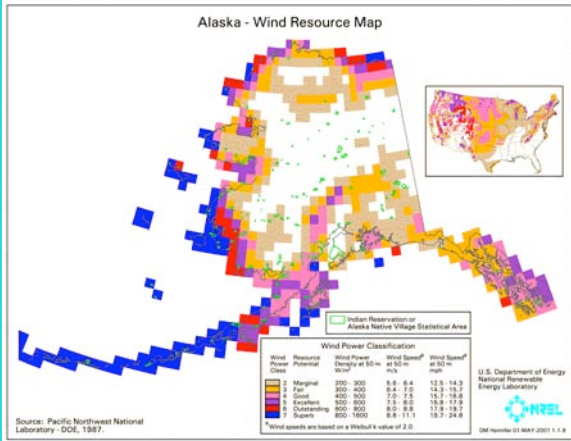 Alaska - Wind Resource Map
Indian Reservation or
Alaska Native Village Statistical Area
Wind Power Classification
Wind Power Class
Resource Potential
Wind Power Density at 50 m W/m²
Wind Speedª at 50 m m/s
Wind Speedª at 50 m mph
2 Marginal 200 - 300 5.6 - 6.4 12.5 - 14.3
3 Fair 300 - 400 6.4 - 7.0 14.3 - 15.7
4 Good 400 - 500 7.0 - 7.5 15.7 - 16.8
5 Excellent 500 - 600 7.5 - 8.0 16.8 - 17.9
6 Outstanding 600 - 800 8.0 - 8.8 17.9 - 19.7
7 Superb 800 - 1600 8.8 - 11.1 19.7 - 24.8
ª Wind speeds are based on a Weibull k value of 2.0
U.S. Department of Energy
National Renewable
Energy Laboratory
NREL
Source: Pacific Northwest National
Laboratory - DOE, 1987.